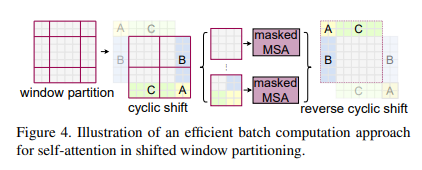 A C
B
B
C A
window partition
cyclic shift
masked
MSA
masked
MSA
A C
B
B
C A
reverse cyclic shift
Figure 4. Illustration of an efficient batch computation approach
for self-attention in shifted window partitioning.